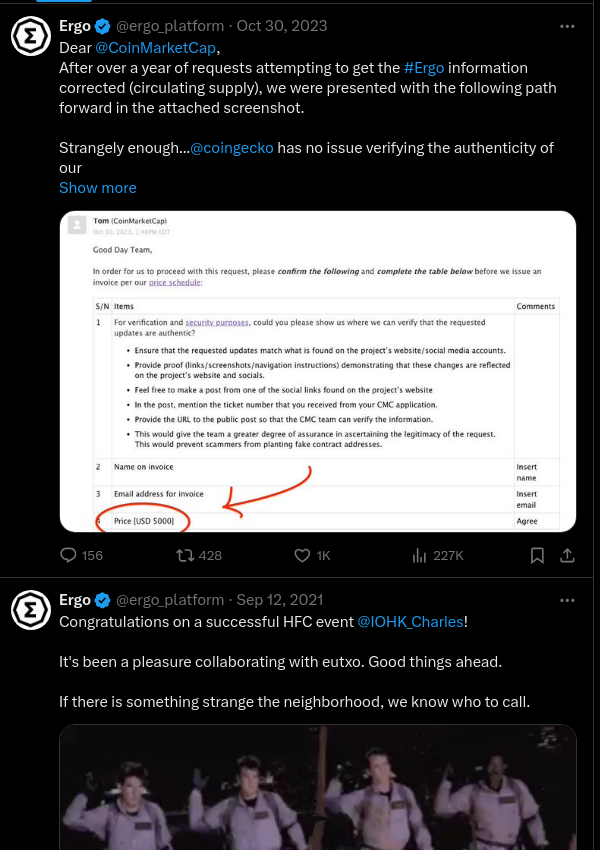 Ergo @ergo_platform · Oct 30, 2023
Dear @CoinMarketCap,
After over a year of requests attempting to get the #Ergo information
corrected (circulating supply), we were presented with the following path
forward in the attached screenshot.
Strangely enough...@coingecko has no issue verifying the authenticity of
our
Show more
Tom (CoinMarketCap)
Oct 30, 2023, 1:46PM EDT
Good Day Team,
In order for us to proceed with this request, please confirm the following and complete the table below before we issue an
invoice per our price schedule:
S/N Items Comments
1 For verification and security purposes, could you please show us where we can verify that the requested
updates are authentic?
• Ensure that the requested updates match what is found on the project's website/social media accounts.
• Provide proof (links/screenshots/navigation instructions) demonstrating that these changes are reflected
on the project's website and socials.
• Feel free to make a post from one of the social links found on the project's website
• In the post, mention the ticket number that you received from your CMC application.
• Provide the URL to the public post so that the CMC team can verify the information.
• This would give the team a greater degree of assurance in ascertaining the legitimacy of the request.
This would prevent scammers from planting fake contract addresses.
2 Name on invoice Insert
name
3 Email address for invoice Insert
email
4 Price (USD 5000) Agree
156 428 1K 227K
Ergo @ergo_platform · Sep 12, 2021
Congratulations on a successful HFC event @IOHK_Charles!
It's been a pleasure collaborating with eutxo. Good things ahead.
If there is something strange the neighborhood, we know who to call.